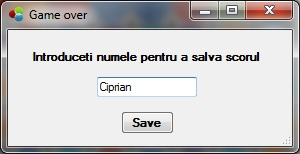 Game over
Introduceti numele pentru a salva scorul
Ciprian
Save